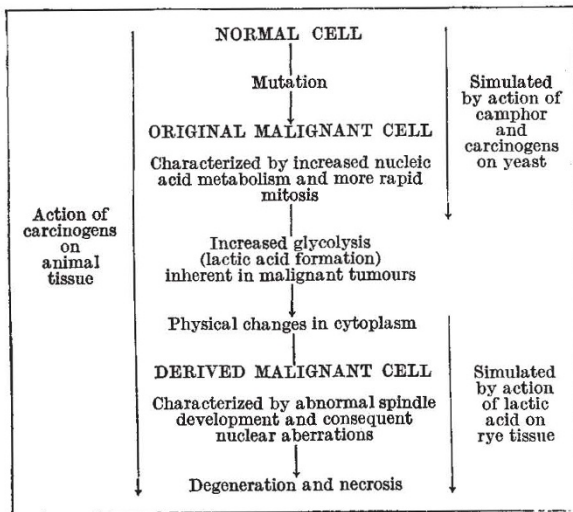 NORMAL CELL
Mutation
ORIGINAL MALIGNANT CELL
Characterized by increased nucleic
acid metabolism and more rapid
mitosis
Increased glycolysis
(lactic acid formation)
inherent in malignant tumours
Physical changes in cytoplasm
DERIVED MALIGNANT CELL
Characterized by abnormal spindle
development and consequent
nuclear aberrations
Degeneration and necrosis
Action of
carcinogens
on
animal
tissue
Simulated
by action of
camphor
and
carcinogens
on yeast
Simulated
by action
of lactic
acid on
rye tissue